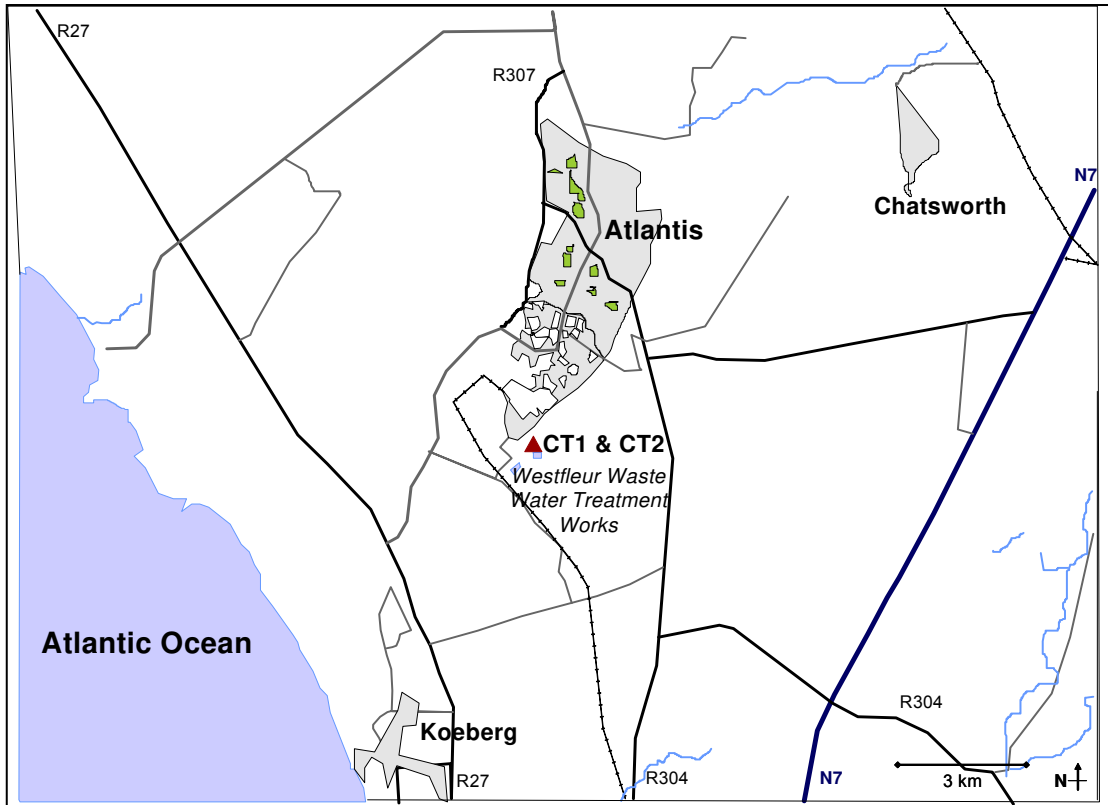 R27
R307
N7
Chatsworth
Atlantis
CT1 & CT2
Westfleur Waste
Water Treatment
Works
Atlantic Ocean
Koeberg
R304
R27
R304
N7
3 km
N